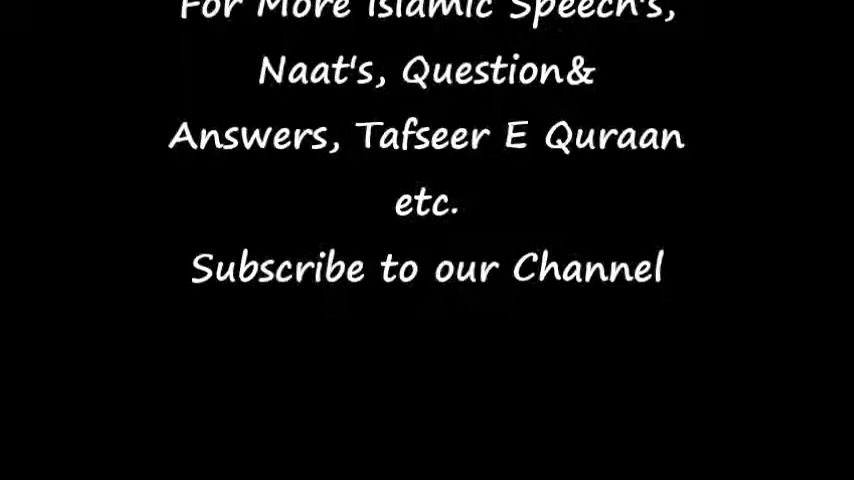 For More Islamic Speech's,
Naat's, Question&
Answers, Tafseer E Quraan
etc.
Subscribe to our Channel